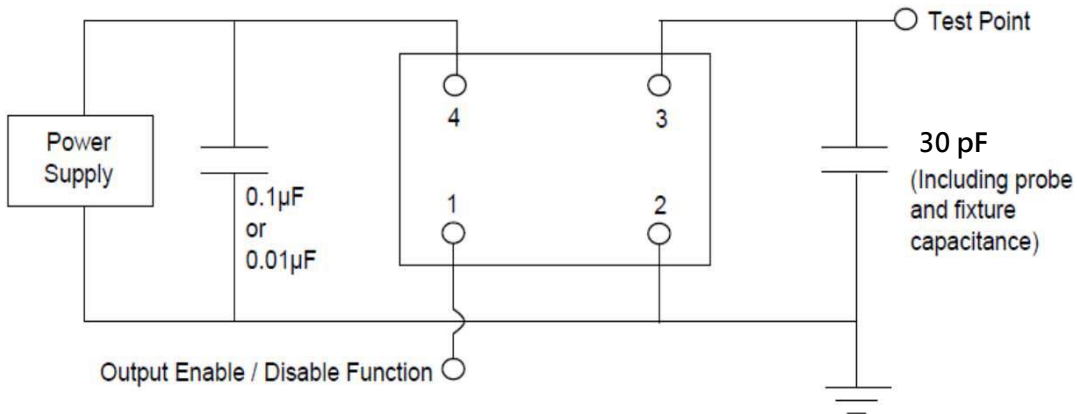 Test Point
4
3
Power
Supply
30 pF
(Including probe
and fixture
capacitance)
0.1µF
or
0.01µF
1
2
Output Enable / Disable Function